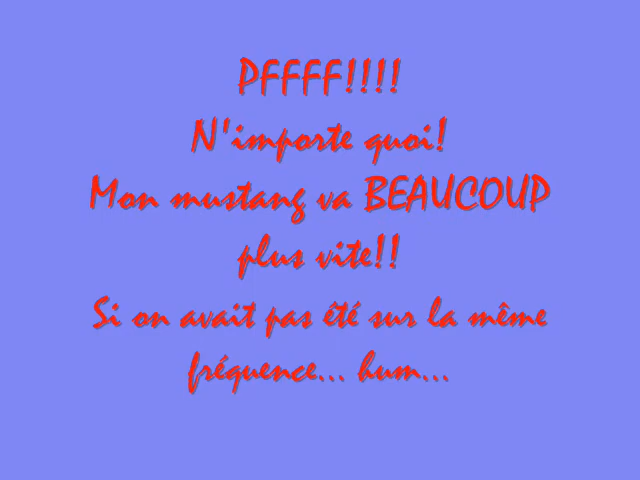 PFFFF!!!!
N'importe quoi!
Mon mustang va BEAUCOUP
plus vite!!
Si on avait pas été sur la même
fréquence... hum...